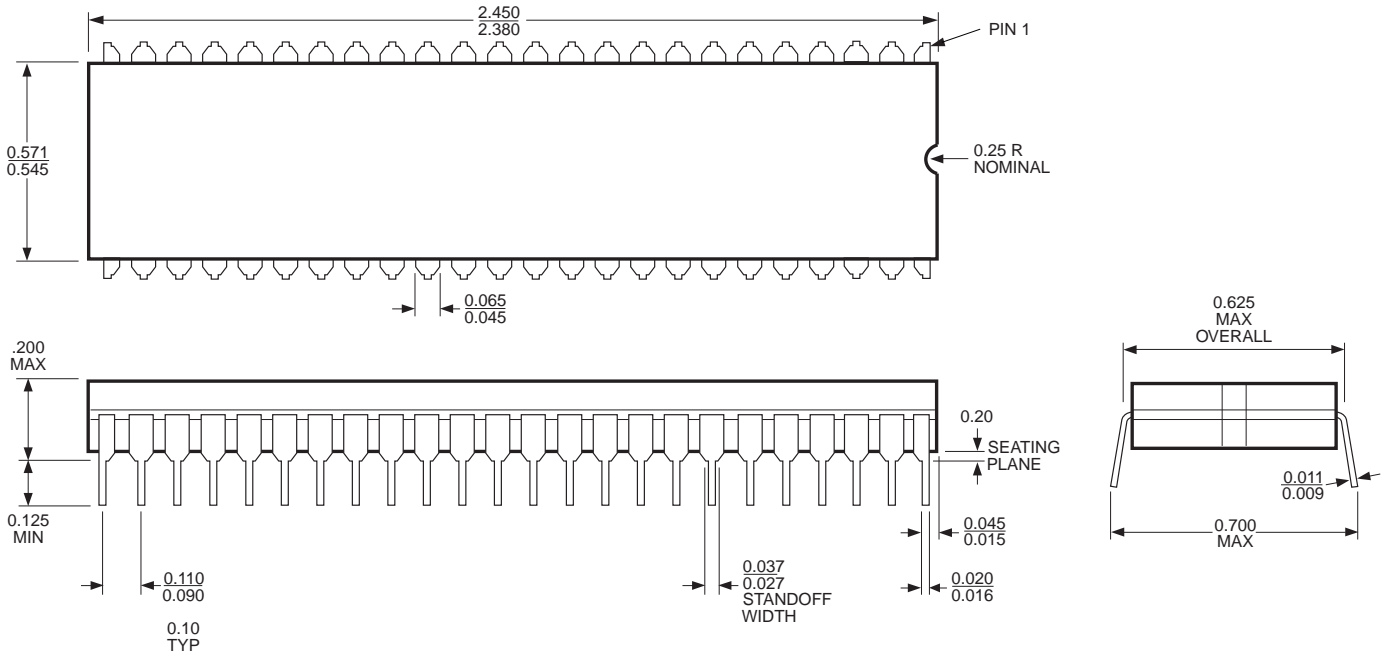 2.450
2.380
PIN 1
0.571
0.545
0.25 R
NOMINAL
0.065
0.045
0.625
MAX
OVERALL
.200
MAX
0.20
SEATING
PLANE
0.011
0.009
0.125
MIN
0.045
0.015
0.700
MAX
0.110
0.090
0.037
0.027
STANDOFF
WIDTH
0.020
0.016
0.10
TYP